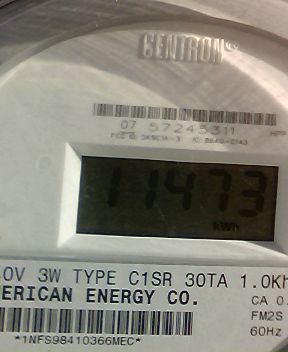 CENTRON®
07 57245311
11473
kWh
.0V 3W TYPE C1SR 30TA 1.0Kh
ERICAN ENERGY CO.
CA 0.
FM2S
60Hz
*1NFS98410366MEC*